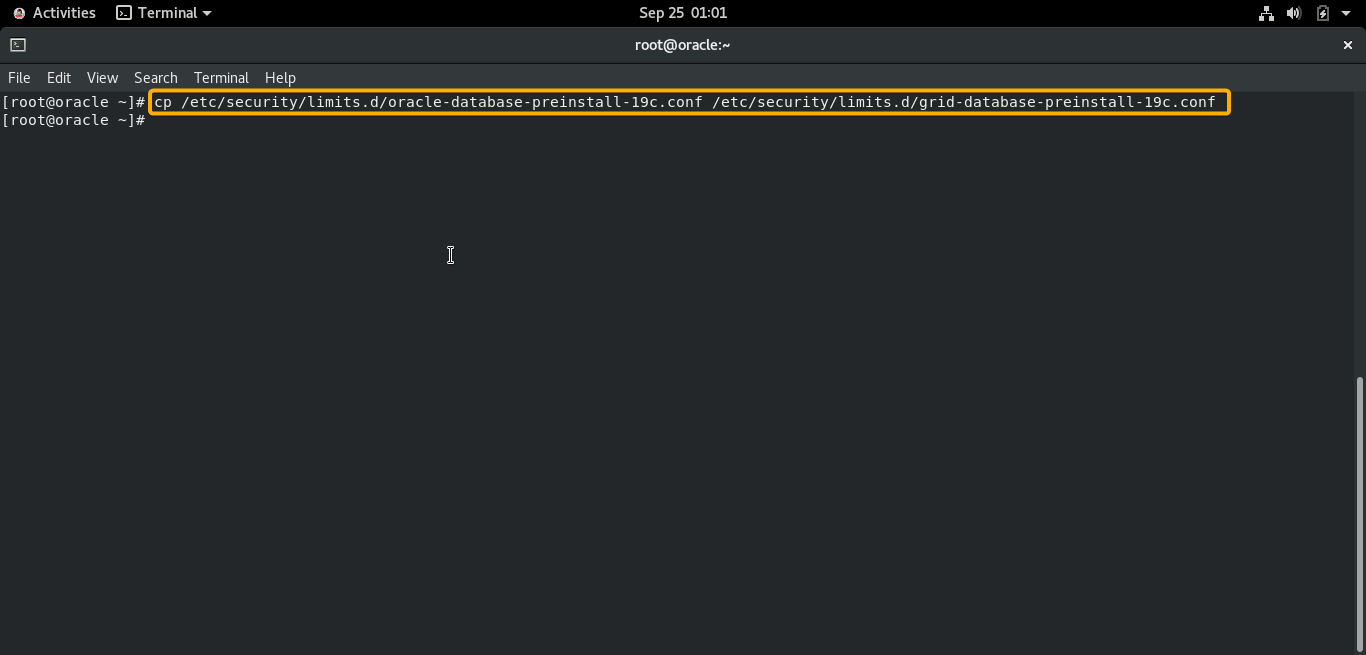 Activities Terminal Sep 25 01:01
root@oracle:~
File Edit View Search Terminal Help
[root@oracle ~]# cp /etc/security/limits.d/oracle-database-preinstall-19c.conf /etc/security/limits.d/grid-database-preinstall-19c.conf
[root@oracle ~]#